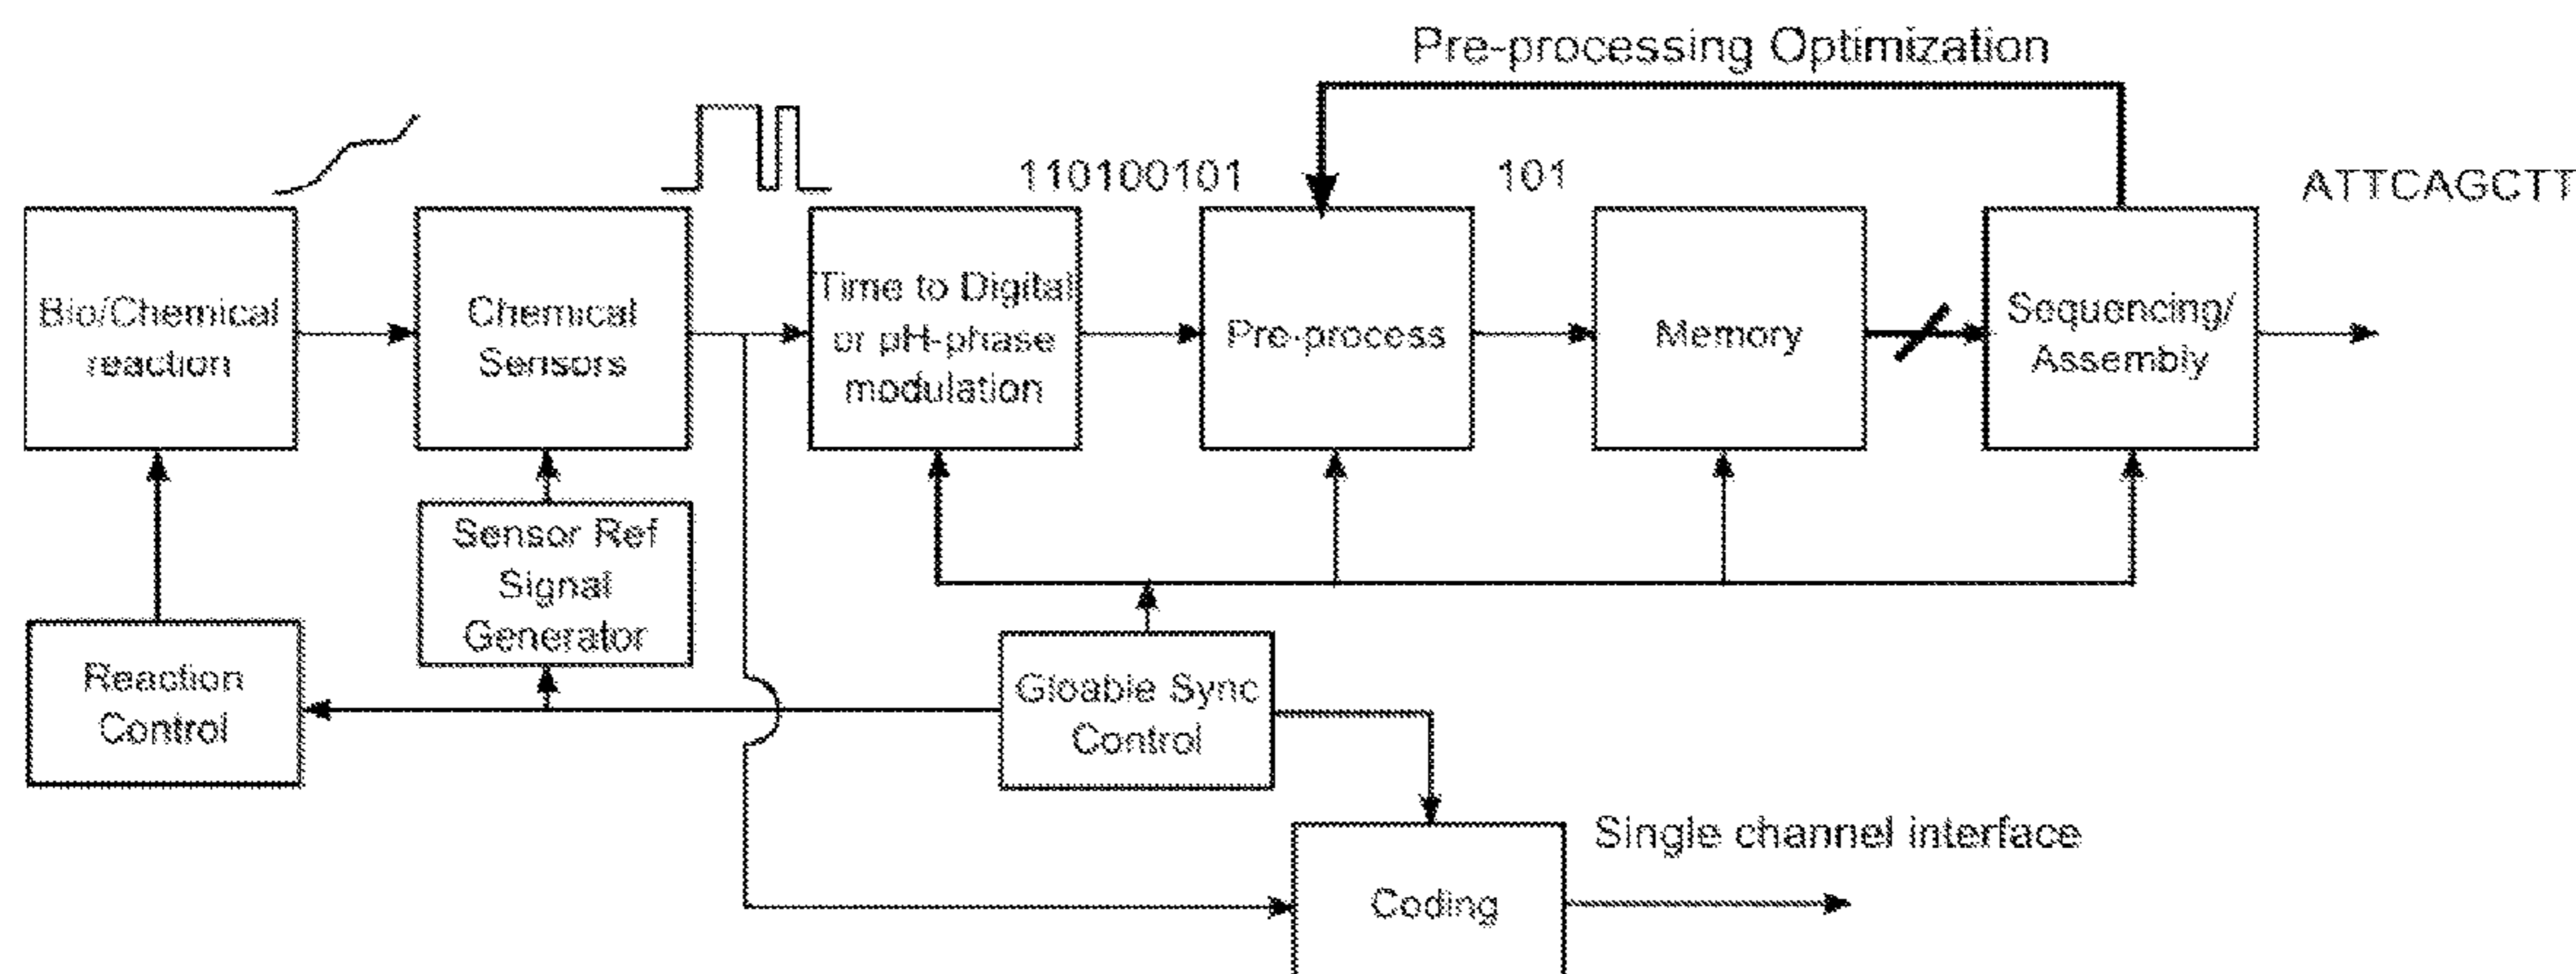 Pre-processing Optimization
110100101
101
ATTCAGCTT
Bio/Chemical
reaction
Chemical
Sensors
Time to Digital
or pH-phase
modulation
Pre-process
Memory
Sequencing/
Assembly
Sensor Ref
Signal
Generator
Reaction
Control
Gloable Sync
Control
Single channel interface
Coding